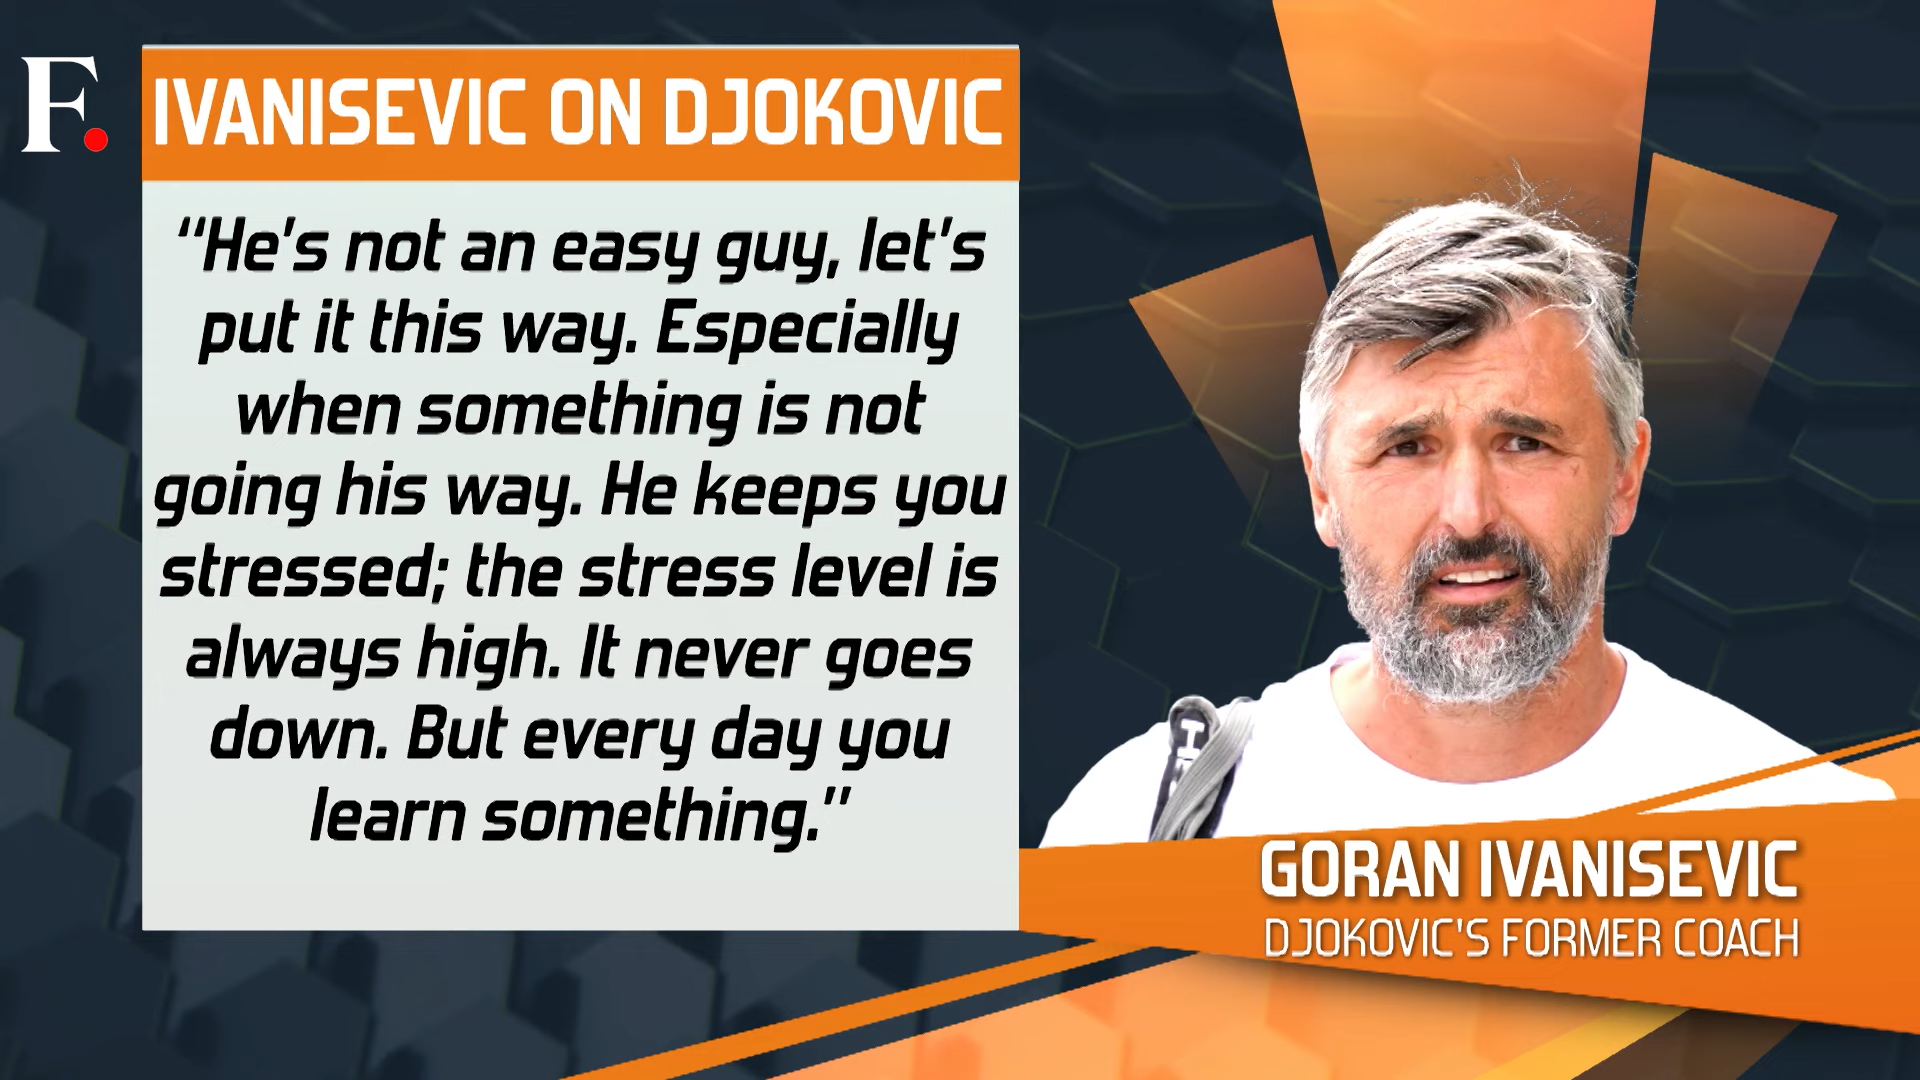 F.
IVANISEVIC ON DJOKOVIC
“He's not an easy guy, let's
put it this way. Especially
when something is not
going his way. He keeps you
stressed; the stress level is
always high. It never goes
down. But every day you
learn something.”
GORAN IVANISEVIC
DJOKOVIC'S FORMER COACH